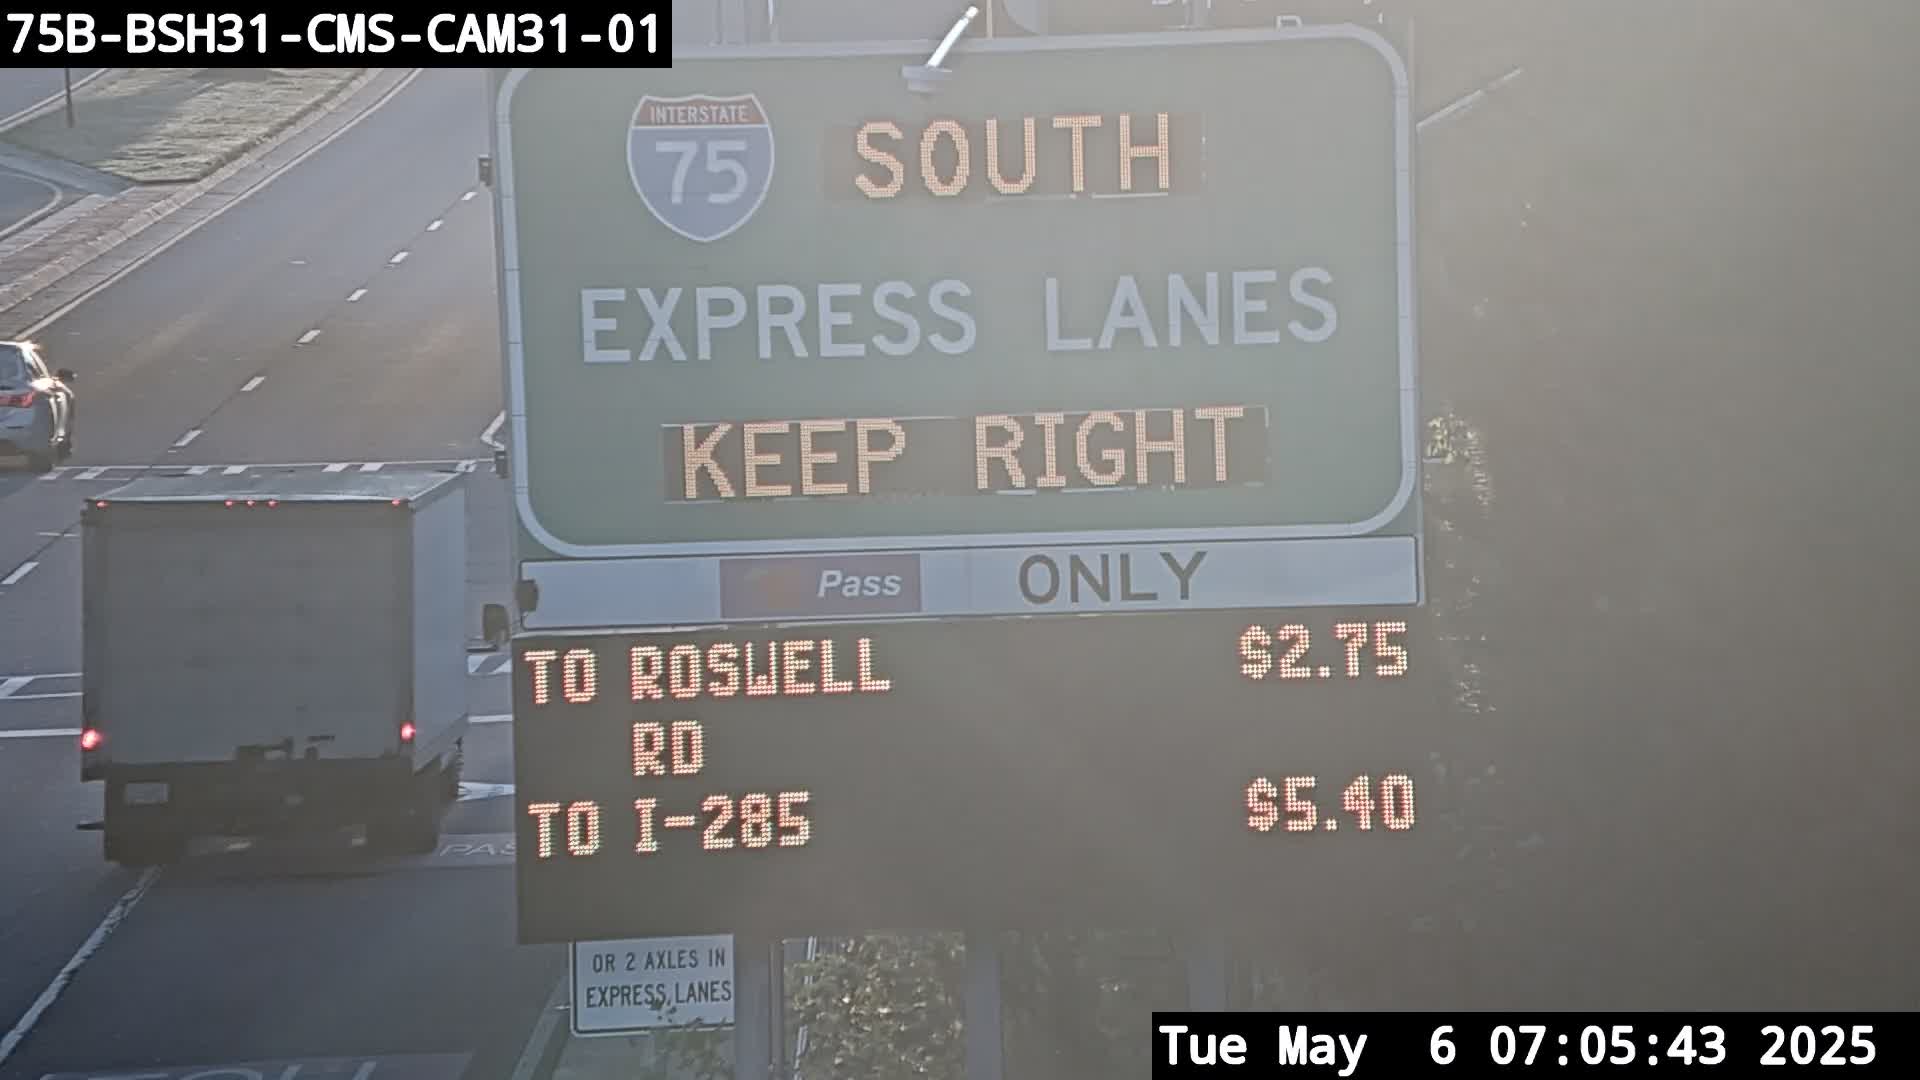 75B-BSH31-CMS-CAM31-01
INTERSTATE
75
SOUTH
EXPRESS LANES
KEEP RIGHT
Pass ONLY
TO ROSWELL $2.75
RD
TO I-285 $5.40
OR 2 AXLES IN
EXPRESS LANES
Tue May 6 07:05:43 2025